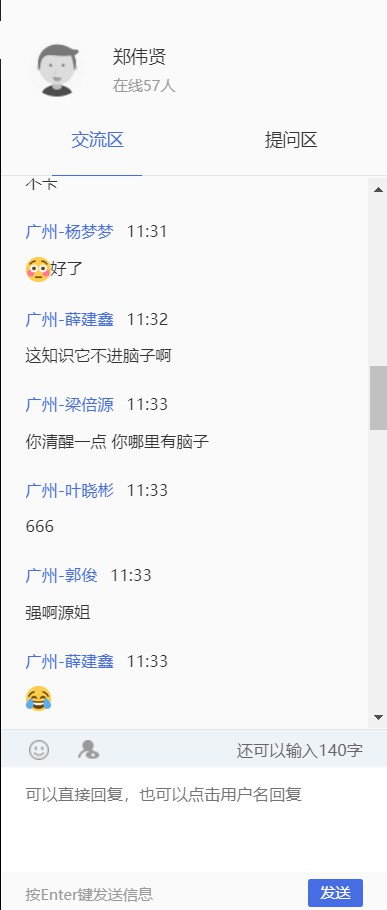 郑伟贤
在线57人
交流区 提问区
不卡
广州-杨梦梦 11:31
😳好了
广州-薛建鑫 11:32
这知识它不进脑子啊
广州-梁倍源 11:33
你清醒一点 你哪里有脑子
广州-叶晓彬 11:33
666
广州-郭俊 11:33
强啊源姐
广州-薛建鑫 11:33
😂
还可以输入140字
可以直接回复，也可以点击用户名回复
按Enter键发送信息 发送